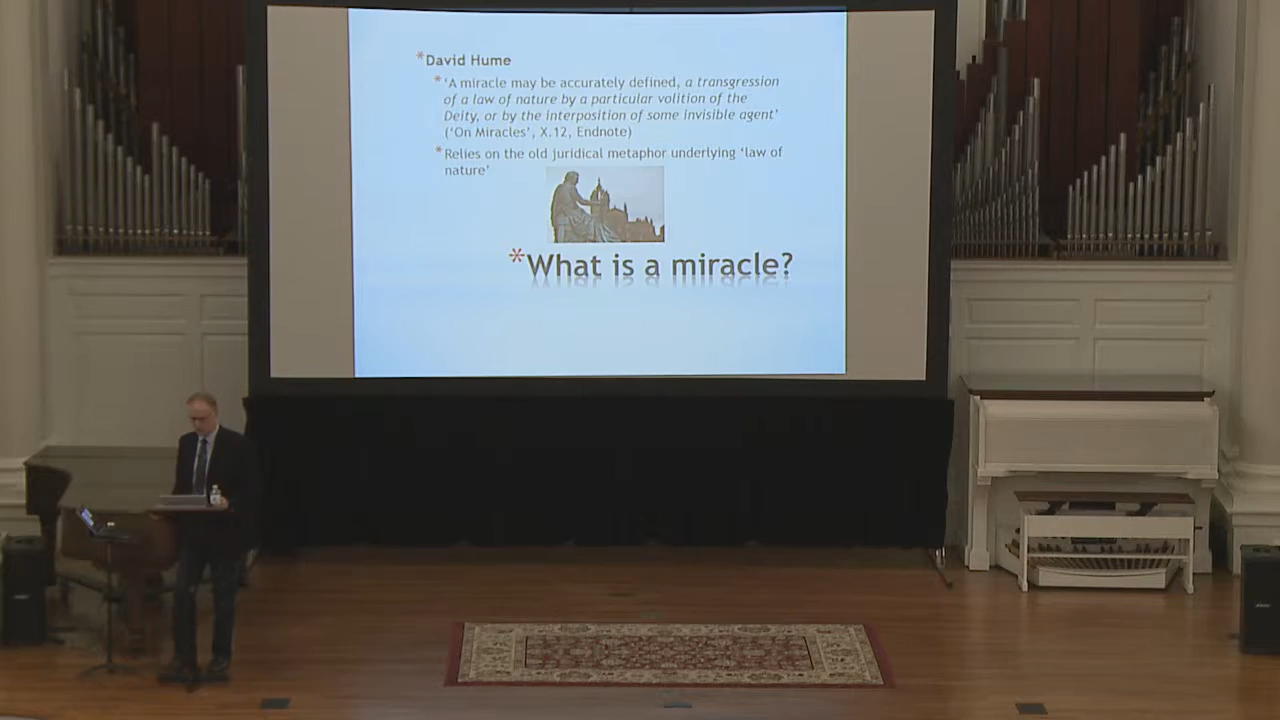 *David Hume
*'A miracle may be accurately defined, a transgression
of a law of nature by a particular volition of the
Deity, or by the interposition of some invisible agent'
('On Miracles', X.12, Endnote)
*Relies on the old juridical metaphor underlying 'law of
nature'
*What is a miracle?